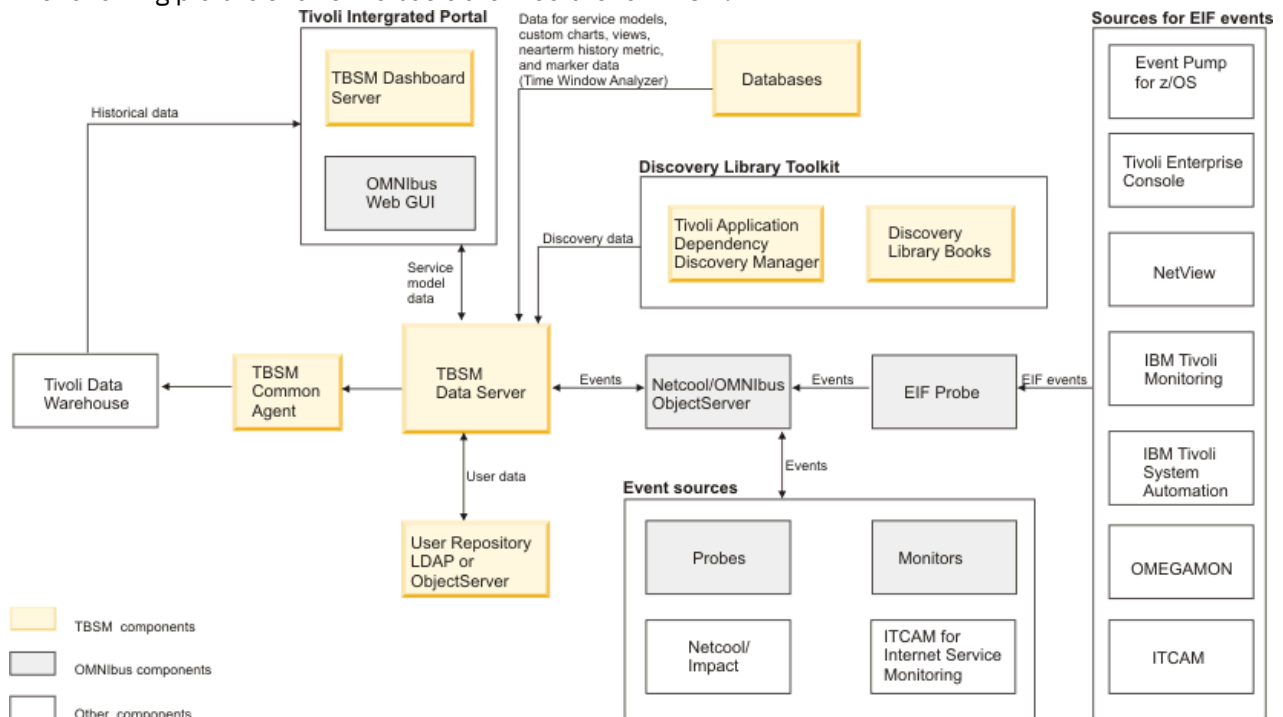 Tivoli Intergrated Portal
TBSM Dashboard
Server
OMNIbus
Web GUI
Historical data
Data for service models,
custom charts, views,
nearterm history metric,
and marker data
(Time Window Analyzer)
Databases
Sources for EIF events
Event Pump
for z/OS
Tivoli Enterprise
Console
NetView
IBM Tivoli
Monitoring
IBM Tivoli
System
Automation
OMEGAMON
ITCAM
Discovery Library Toolkit
Tivoli Application
Dependency
Discovery Manager
Discovery
Library Books
Discovery data
Service
model
data
Tivoli Data
Warehouse
TBSM
Common
Agent
TBSM
Data Server
Events
Netcool/OMNIbus
ObjectServer
Events
EIF Probe
EIF events
User data
Events
User Repository
LDAP or
ObjectServer
Event sources
Probes
Monitors
Netcool/
Impact
ITCAM for
Internet Service
Monitoring
TBSM components
OMNIbus components
Other components